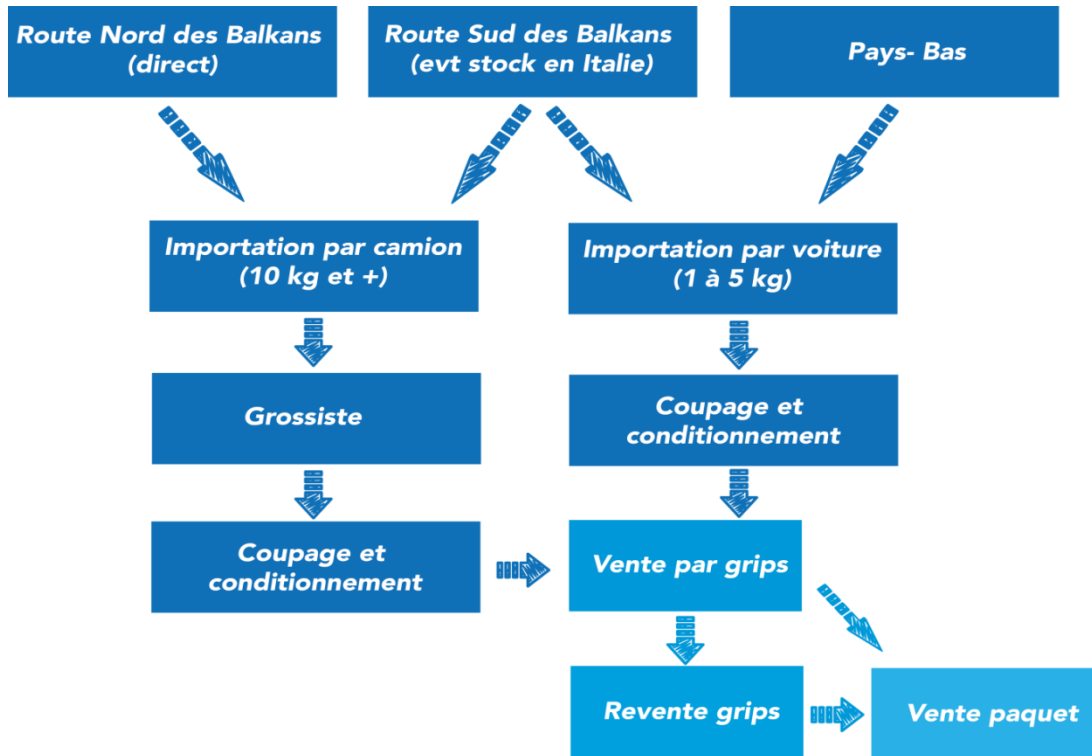 Route Nord des Balkans
(direct)
Route Sud des Balkans
(evt stock en Italie)
Pays- Bas
Importation par camion
(10 kg et +)
Importation par voiture
(1 à 5 kg)
Grossiste
Coupage et
conditionnement
Coupage et
conditionnement
Vente par grips
Revente grips
Vente paquet